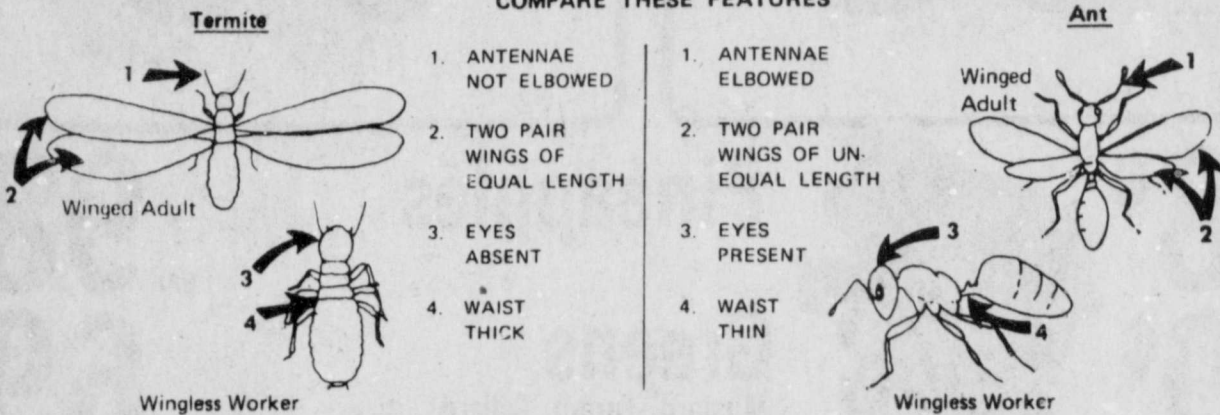 COMPARE THESE FEATURES
Termite
1
2
Winged Adult
3
4
Wingless Worker
1. ANTENNAE
NOT ELBOWED
2. TWO PAIR
WINGS OF
EQUAL LENGTH
3. EYES
ABSENT
4. WAIST
THICK
1. ANTENNAE
ELBOWED
2. TWO PAIR
WINGS OF UN-
EQUAL LENGTH
3. EYES
PRESENT
4. WAIST
THIN
Ant
Winged
Adult
1
2
3
4
Wingless Worker